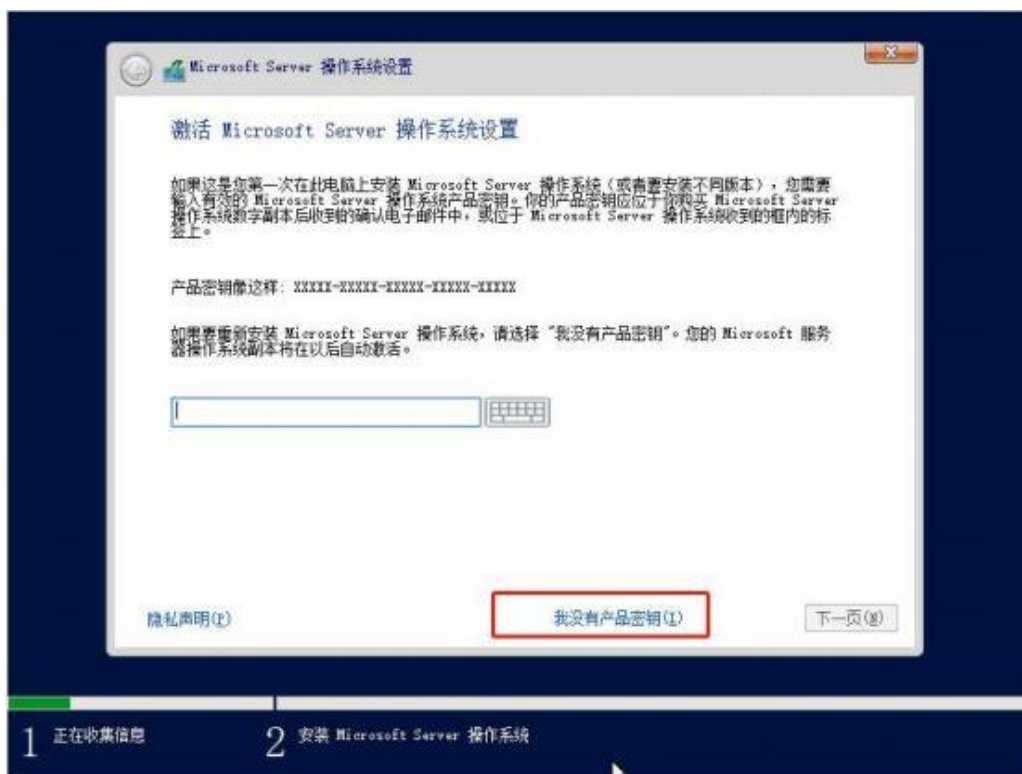 Microsoft Server 操作系统设置
激活 Microsoft Server 操作系统设置
如果这是您第一次在此电脑上安装 Microsoft Server 操作系统（或者要安装不同版本），您需要
输入有效的 Microsoft Server 操作系统产品密钥。你的产品密钥应位于你购买 Microsoft Server
操作系统数字副本后收到的确认电子邮件中，或位于 Microsoft Server 操作系统收到的框内的标
签上。
产品密钥像这样: XXXXX-XXXXX-XXXXX-XXXXX-XXXXX
如果要重新安装 Microsoft Server 操作系统，请选择“我没有产品密钥”。您的 Microsoft 服务
器操作系统副本将在以后自动激活。
隐私声明(P)
我没有产品密钥(I)
下一页(N)
1 正在收集信息
2 安装 Microsoft Server 操作系统